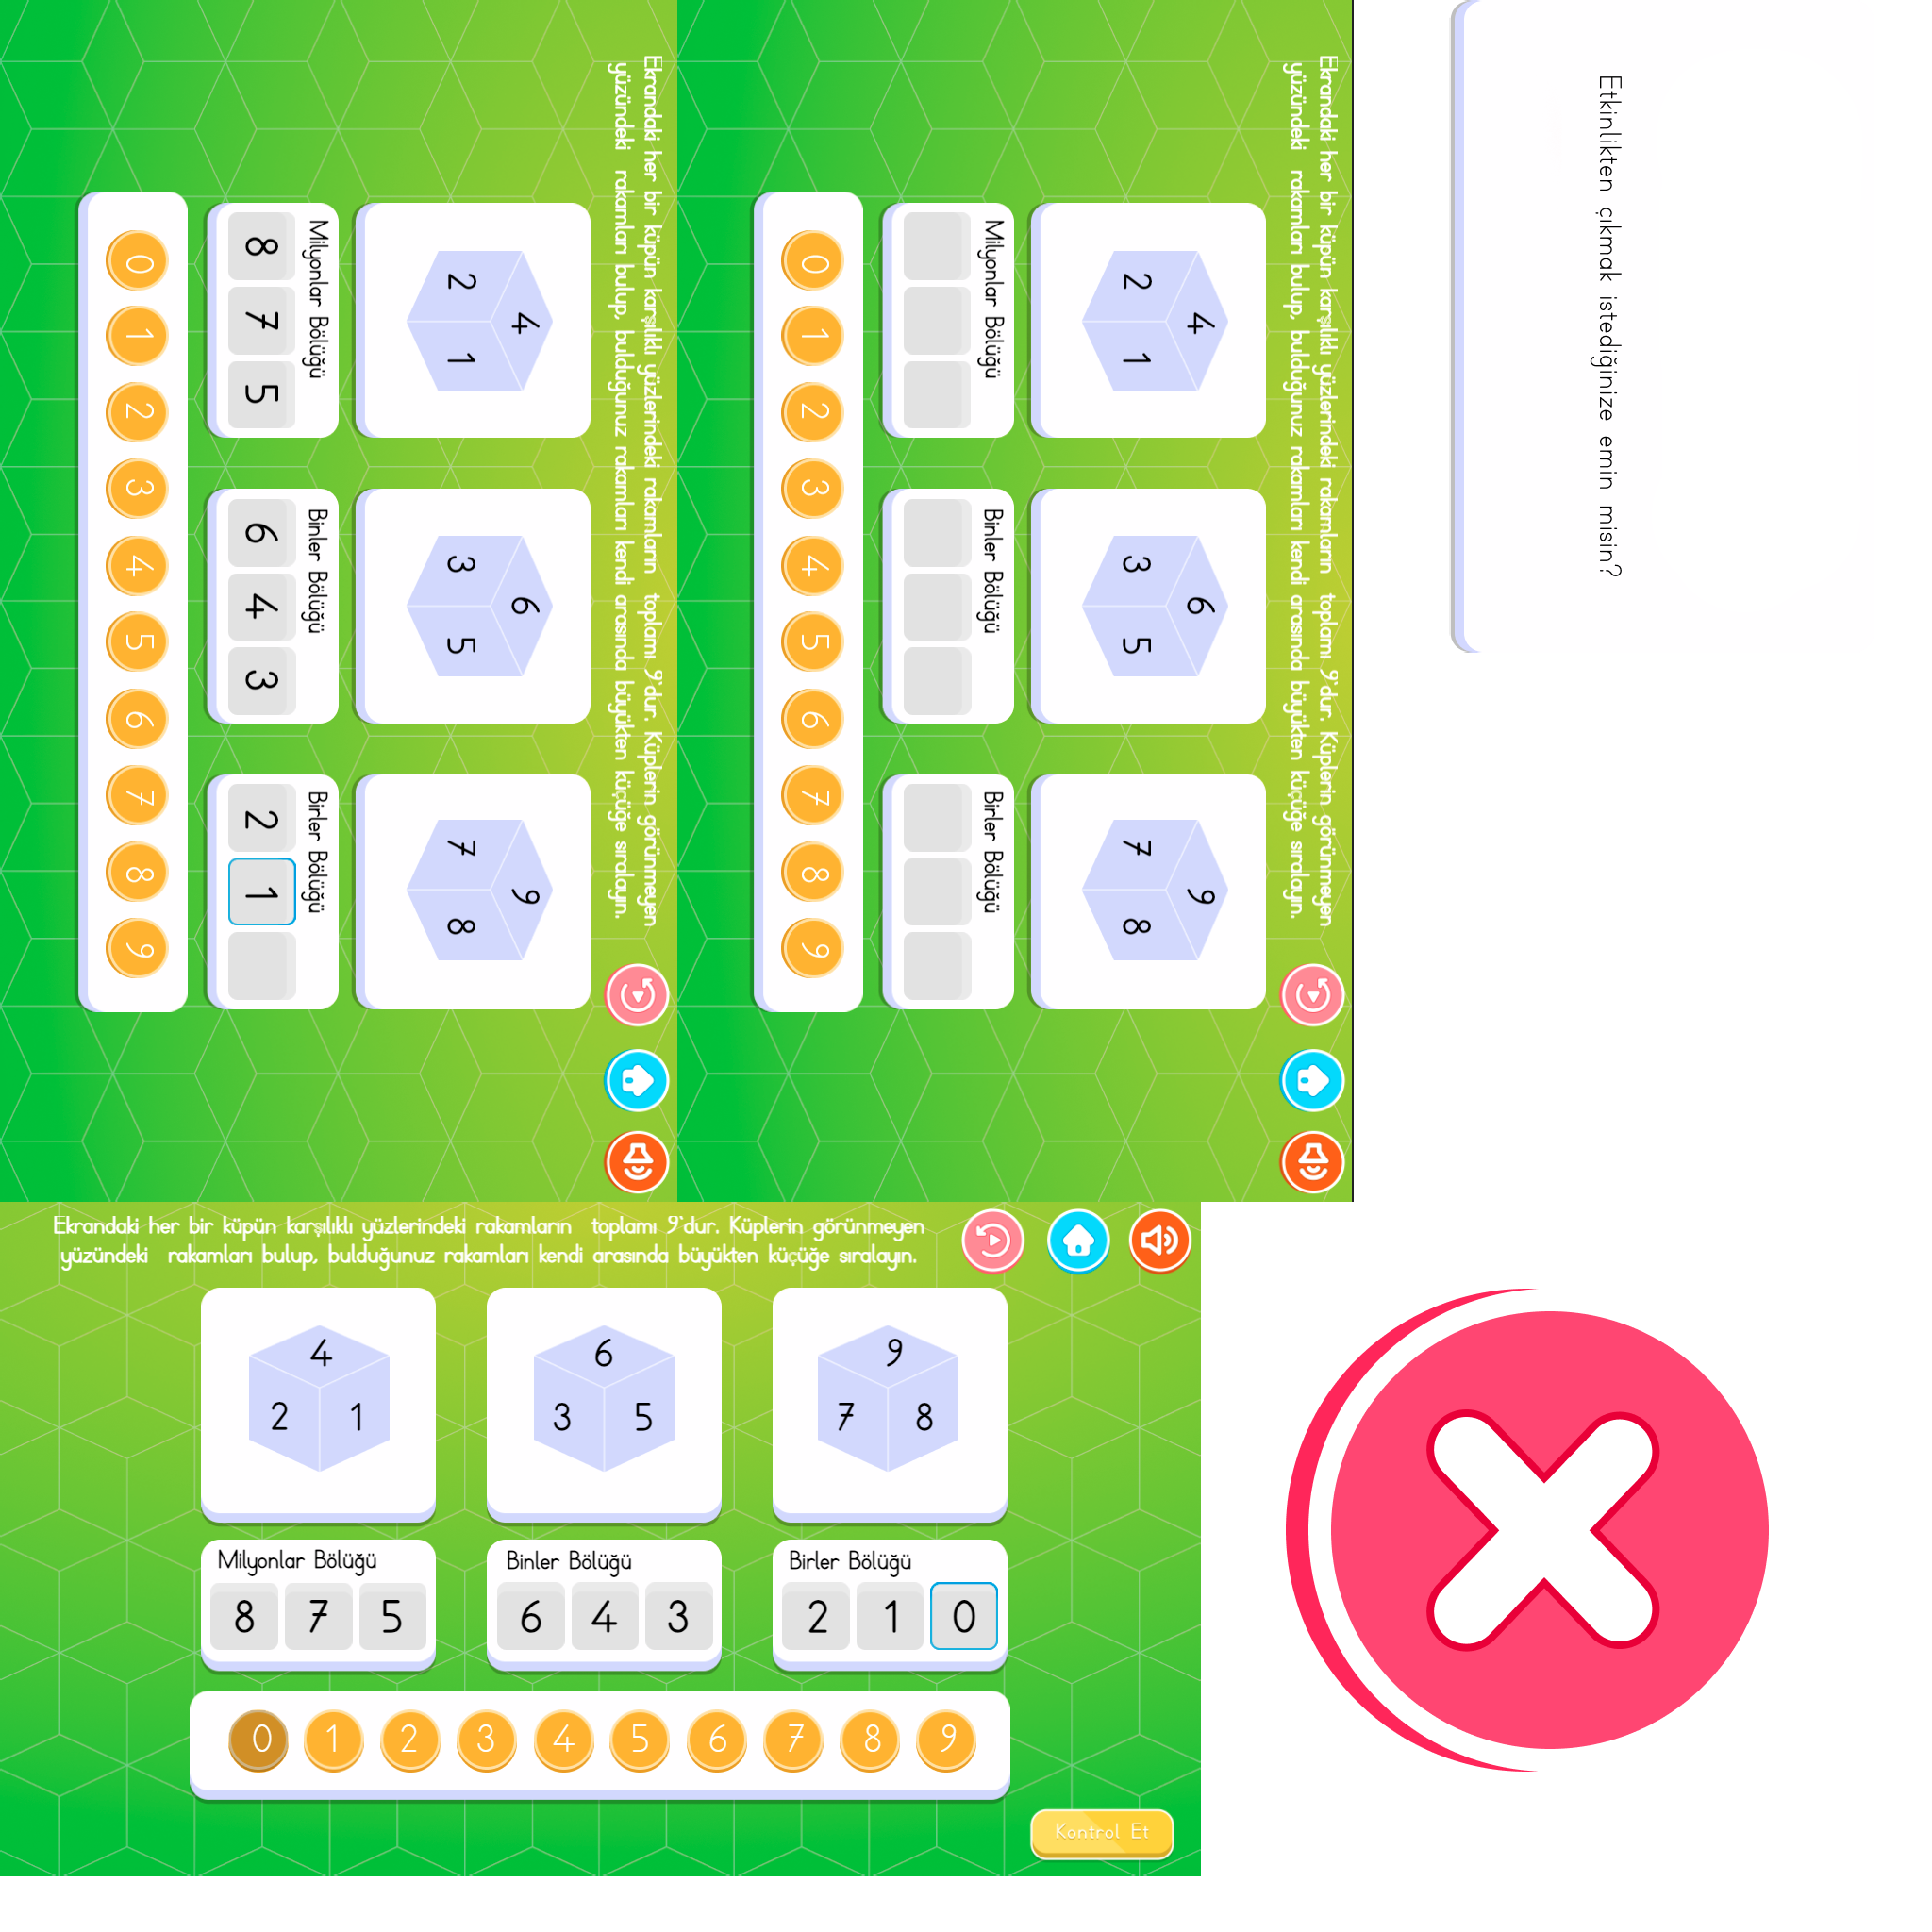 Ekrandaki her bir küpün karşılıklı yüzlerindeki rakamların toplamı 9'dur. Küplerin görünmeyen
yüzündeki rakamları bulup, bulduğunuz rakamları kendi arasında büyükten küçüğe sıralayın.
4
2 1
6
3 5
9
7 8
Milyonlar Bölüğü
8 7 5
Binler Bölüğü
6 4 3
Birler Bölüğü
2 1
0 1 2 3 4 5 6 7 8 9
Ekrandaki her bir küpün karşılıklı yüzlerindeki rakamların toplamı 9'dur. Küplerin görünmeyen
yüzündeki rakamları bulup, bulduğunuz rakamları kendi arasında büyükten küçüğe sıralayın.
4
2 1
6
3 5
9
7 8
Milyonlar Bölüğü
Binler Bölüğü
Birler Bölüğü
0 1 2 3 4 5 6 7 8 9
Etkinlikten çıkmak istediğinize emin misin?
Ekrandaki her bir küpün karşılıklı yüzlerindeki rakamların toplamı 9'dur. Küplerin görünmeyen
yüzündeki rakamları bulup, bulduğunuz rakamları kendi arasında büyükten küçüğe sıralayın.
4
2 1
6
3 5
9
7 8
Milyonlar Bölüğü
8 7 5
Binler Bölüğü
6 4 3
Birler Bölüğü
2 1 0
0 1 2 3 4 5 6 7 8 9
Kontrol Et